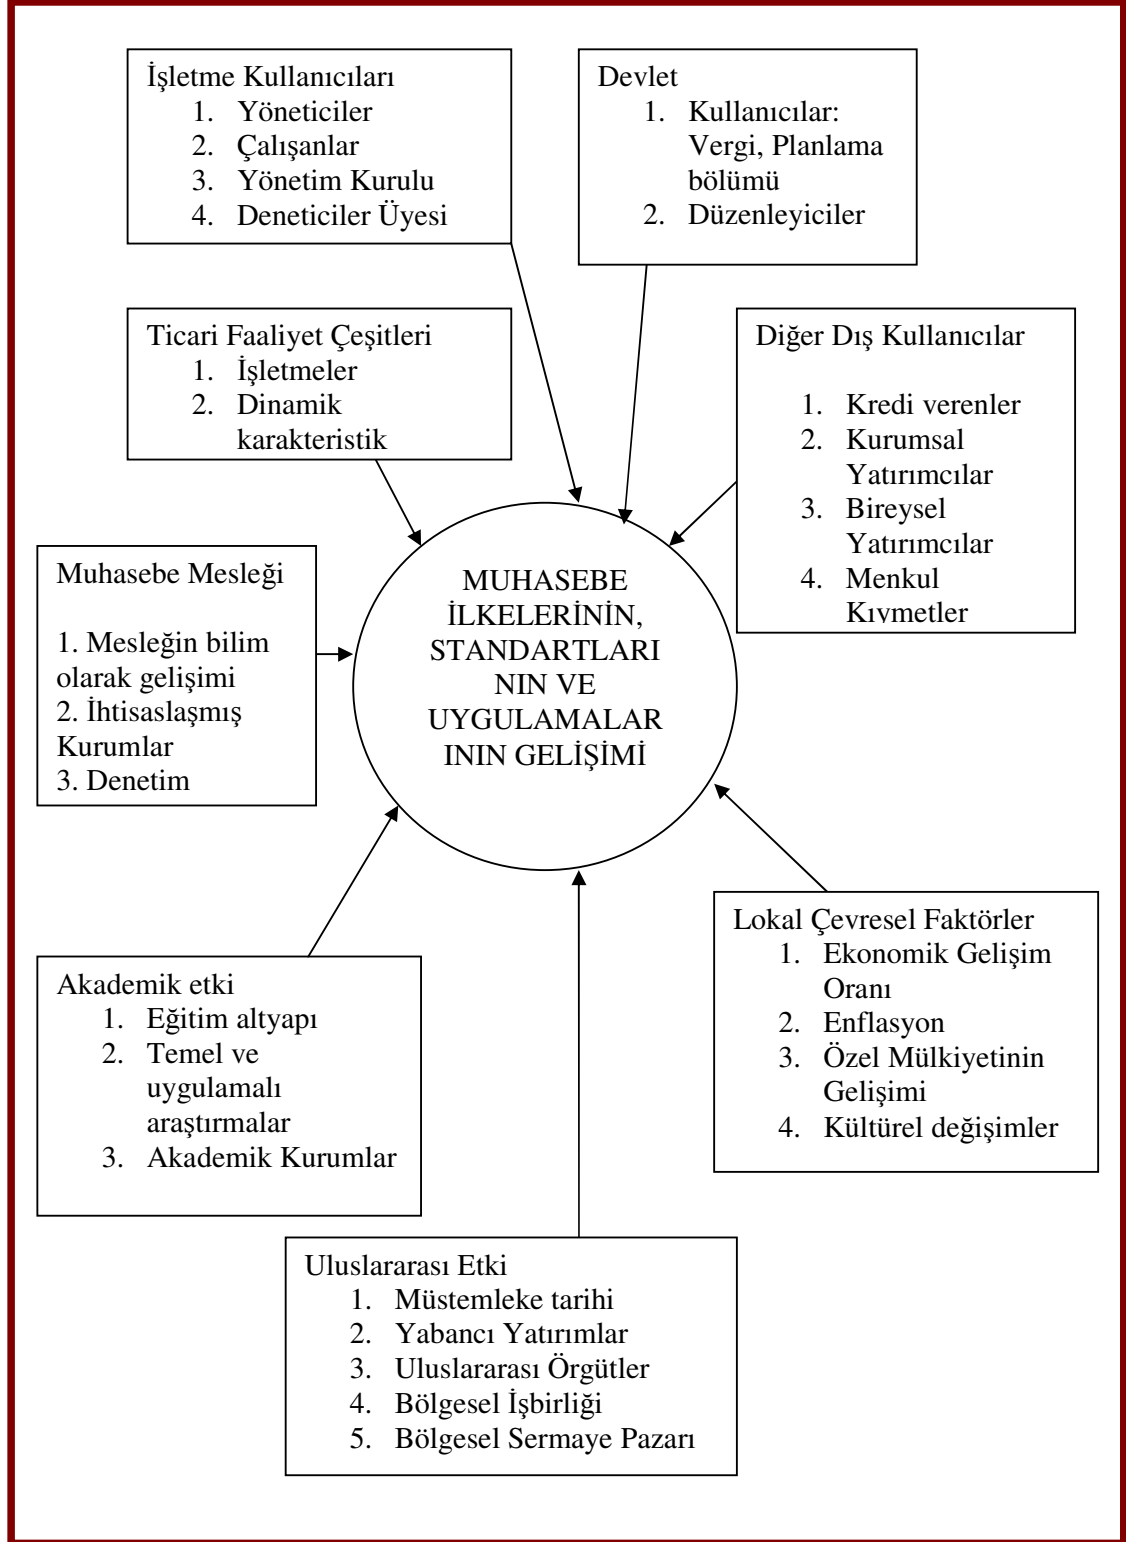 İşletme Kullanıcıları
1. Yöneticiler
2. Çalışanlar
3. Yönetim Kurulu
4. Deneticiler Üyesi
Devlet
1. Kullanıcılar:
Vergi, Planlama
bölümü
2. Düzenleyiciler
Ticari Faaliyet Çeşitleri
1. İşletmeler
2. Dinamik
karakteristik
Diğer Dış Kullanıcılar
1. Kredi verenler
2. Kurumsal
Yatırımcılar
3. Bireysel
Yatırımcılar
4. Menkul
Kıvmetler
Muhasebe Mesleği
1. Mesleğin bilim
olarak gelişimi
2. İhtisaslaşmış
Kurumlar
3. Denetim
MUHASEBE
İLKELERİNİN,
STANDARTLARI
NIN VE
UYGULAMALAR
ININ GELİŞİMİ
Lokal Çevresel Faktörler
1. Ekonomik Gelişim
Oranı
2. Enflasyon
3. Özel Mülkiyetinin
Gelişimi
4. Kültürel değişimler
Akademik etki
1. Eğitim altyapı
2. Temel ve
uygulamalı
araştırmalar
3. Akademik Kurumlar
Uluslararası Etki
1. Müstemleke tarihi
2. Yabancı Yatırımlar
3. Uluslararası Örgütler
4. Bölgesel İşbirliği
5. Bölgesel Sermaye Pazarı